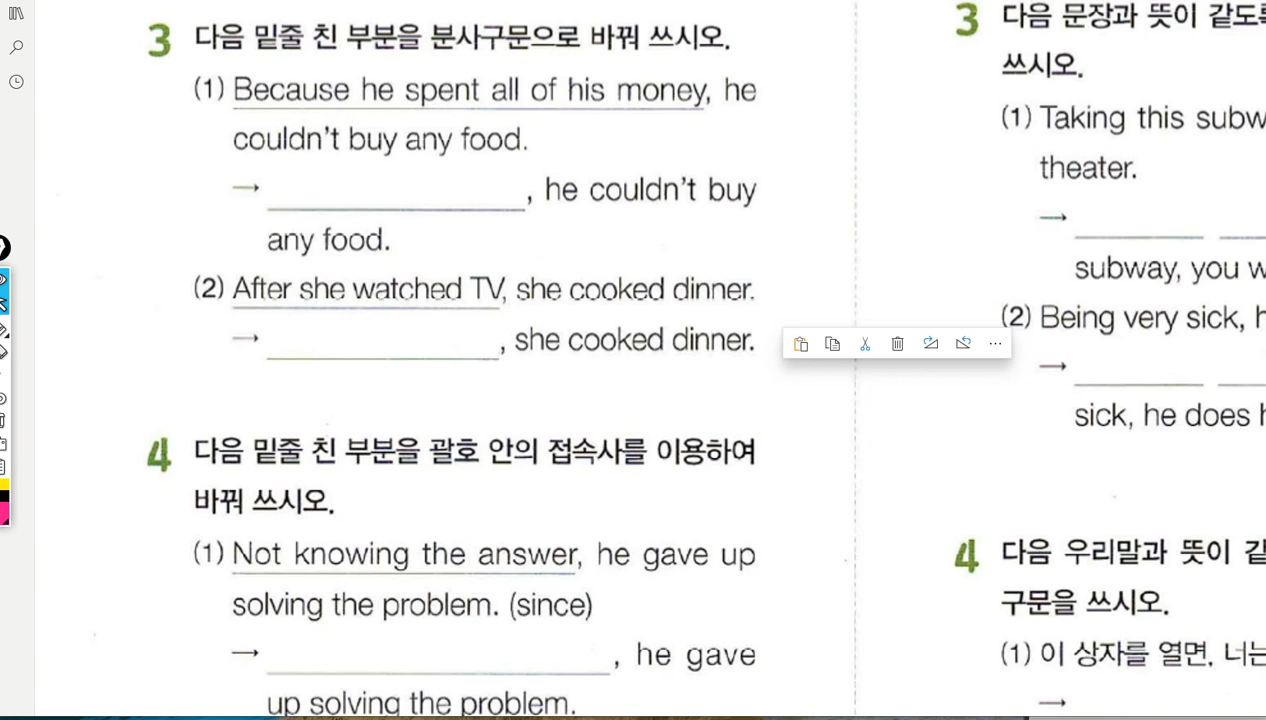 3 다음 밑줄 친 부분을 분사구문으로 바꿔 쓰시오.
(1) Because he spent all of his money, he
couldn't buy any food.
→ , he couldn't buy
any food.
(2) After she watched TV, she cooked dinner.
→ , she cooked dinner.
4 다음 밑줄 친 부분을 괄호 안의 접속사를 이용하여
바꿔 쓰시오.
(1) Not knowing the answer, he gave up
solving the problem. (since)
→ , he gave
up solving the problem.
3 다음 문장과 뜻이 같도록
쓰시오.
(1) Taking this
theater.
→
subway, you
(2) Being very sick,
→
sick, he does
4 다음 우리말과 뜻이
구문을 쓰시오.
(1) 이 상자를 열면, 너는
→